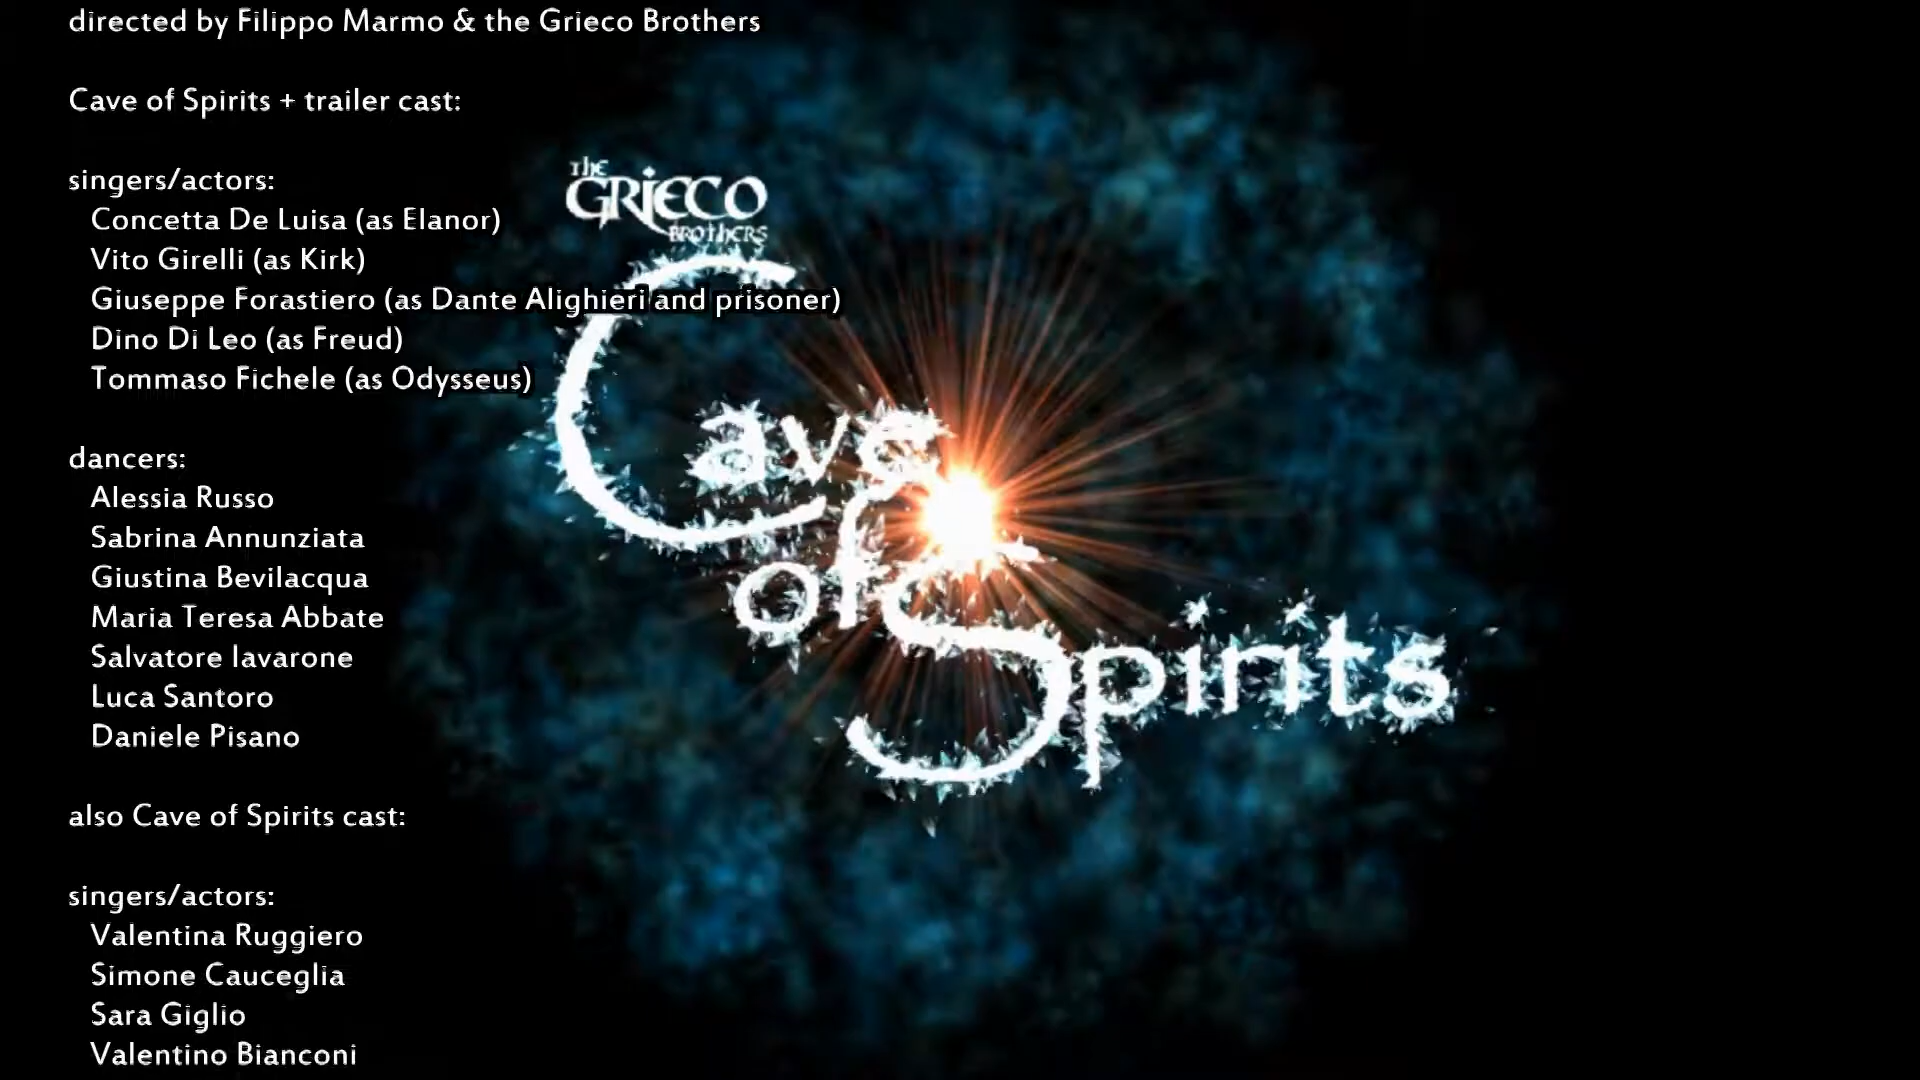 directed by Filippo Marmo & the Grieco Brothers
Cave of Spirits + trailer cast:
singers/actors:
Concetta De Luisa (as Elanor)
Vito Girelli (as Kirk)
Giuseppe Forastiero (as Dante Alighieri and prisoner)
Dino Di Leo (as Freud)
Tommaso Fichele (as Odysseus)
dancers:
Alessia Russo
Sabrina Annunziata
Giustina Bevilacqua
Maria Teresa Abbate
Salvatore Iavarone
Luca Santoro
Daniele Pisano
also Cave of Spirits cast:
singers/actors:
Valentina Ruggiero
Simone Cauceglia
Sara Giglio
Valentino Bianconi
THE
GRIECO
BROTHERS
Cave
of
Spirits